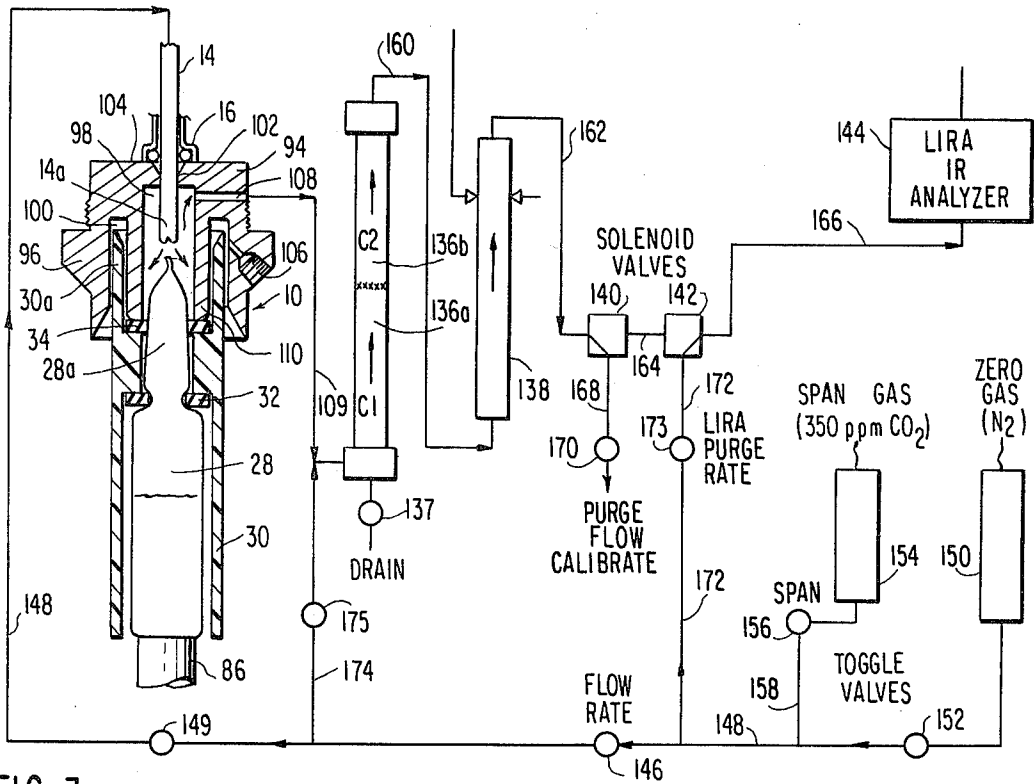 14
160
104
16
98
102
162
144
LIRA
IR
ANALYZER
14a
94
108
100
C2
136b
SOLENOID
VALVES
166
96
106
140
142
30a
10
136a
34
110
164
28a
138
168
172
ZERO
GAS
(N2)
32
109
C1
SPAN GAS
(350 ppm CO2)
170
173
LIRA
PURGE
RATE
28
137
PURGE
FLOW
CALIBRATE
30
DRAIN
154
150
172
SPAN
148
175
156
86
174
158
TOGGLE
VALVES
FLOW
RATE
149
148
152
146